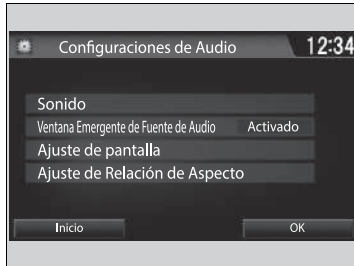 Configuraciones de Audio 12:34
Sonido
Ventana Emergente de Fuente de Audio Activado
Ajuste de pantalla
Ajuste de Relación de Aspecto
Inicio OK